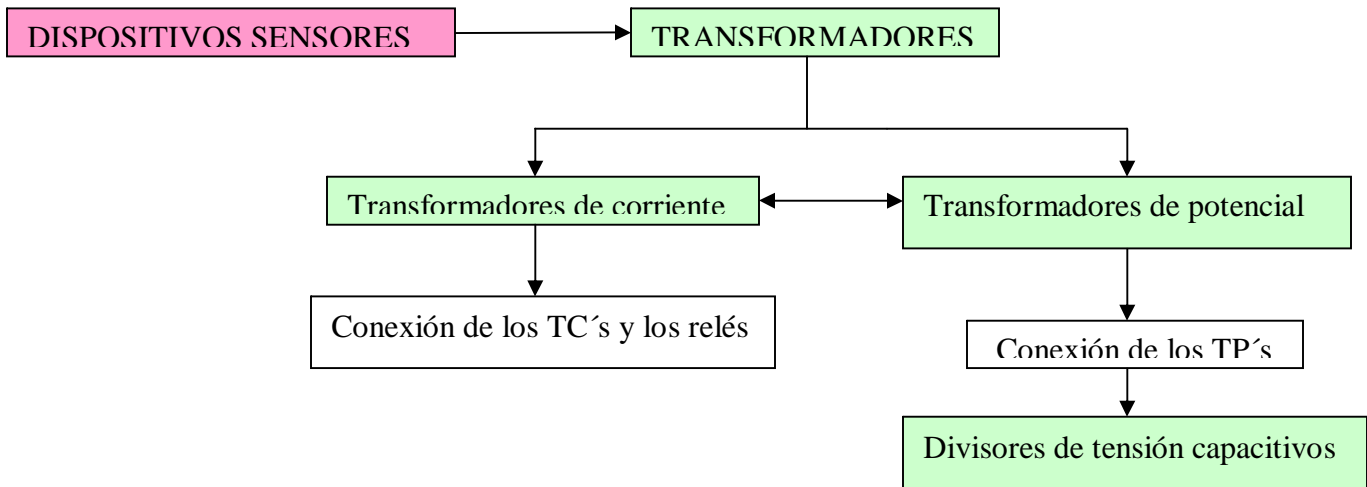 DISPOSITIVOS SENSORES
TRANSFORMADORES
Transformadores de corriente
Transformadores de potencial
Conexión de los TC´s y los relés
Conexión de los TP´s
Divisores de tensión capacitivos